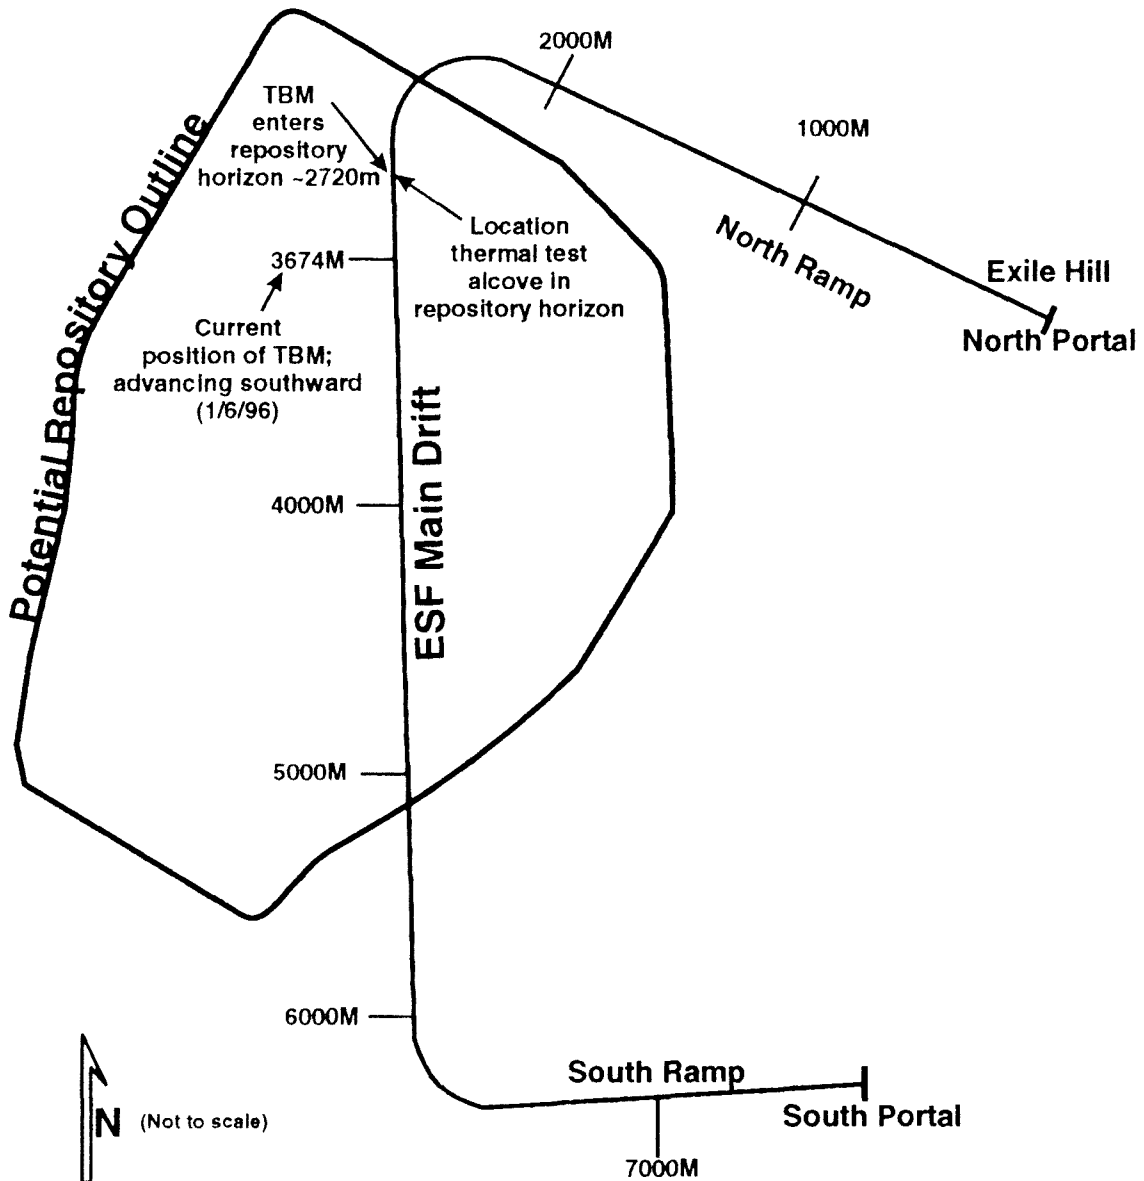 2000M
1000M
TBM
enters
repository
horizon ~2720m
Location
thermal test
alcove in
repository horizon
North Ramp
Exile Hill
North Portal
3674M
Current
position of TBM;
advancing southward
(1/6/96)
Potential Repository Outline
ESF Main Drift
4000M
5000M
6000M
South Ramp
South Portal
7000M
N (Not to scale)